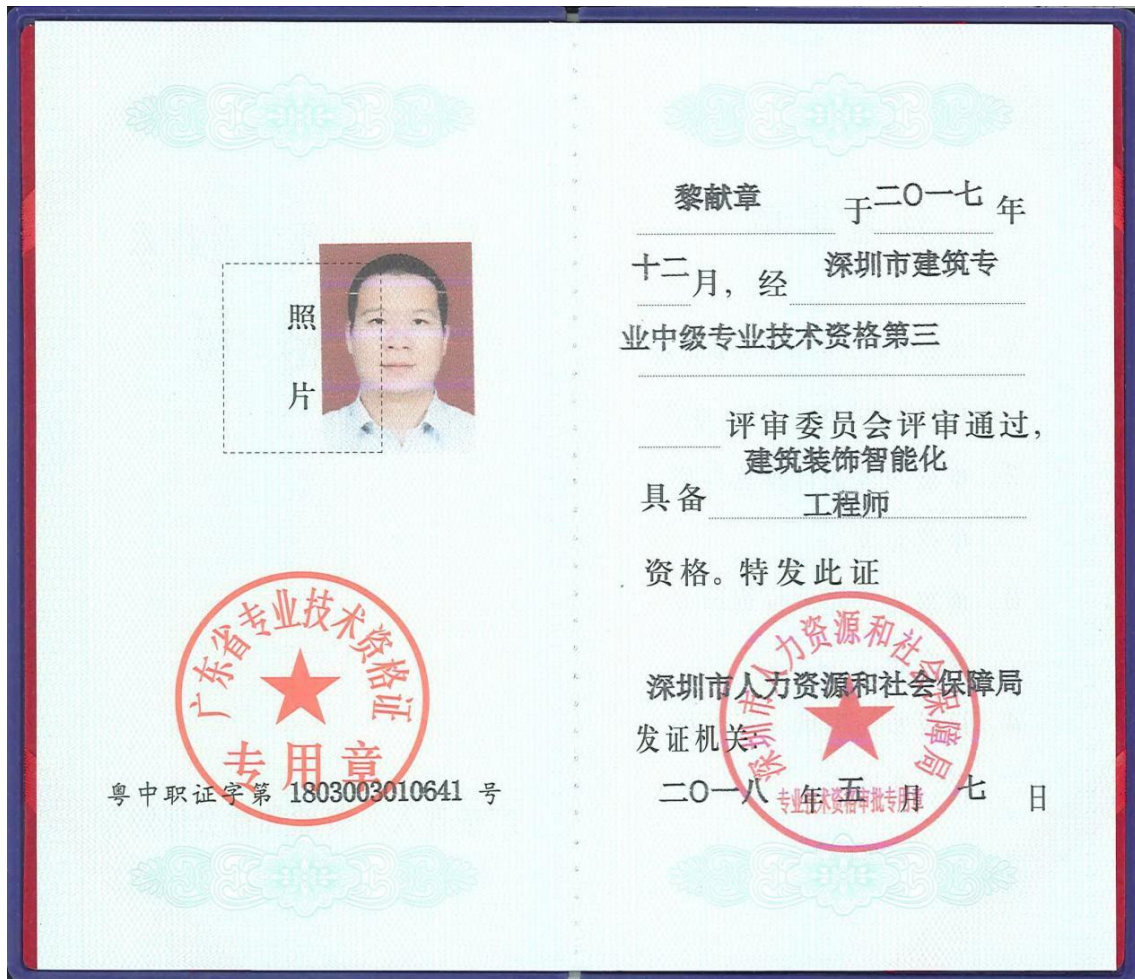 照
片
广东省专业技术资格证
专用章
粤中职证字第 1803003010641 号
黎献章 于二〇一七年
十二月，经 深圳市建筑专
业中级专业技术资格第三
评审委员会评审通过，
建筑装饰智能化
具备 工程师
资格。特发此证
深圳市人力资源和社会保障局
深圳市人力资源和社会保障局
发证机关
二〇一八年五月七日
专业技术资格审批专用章